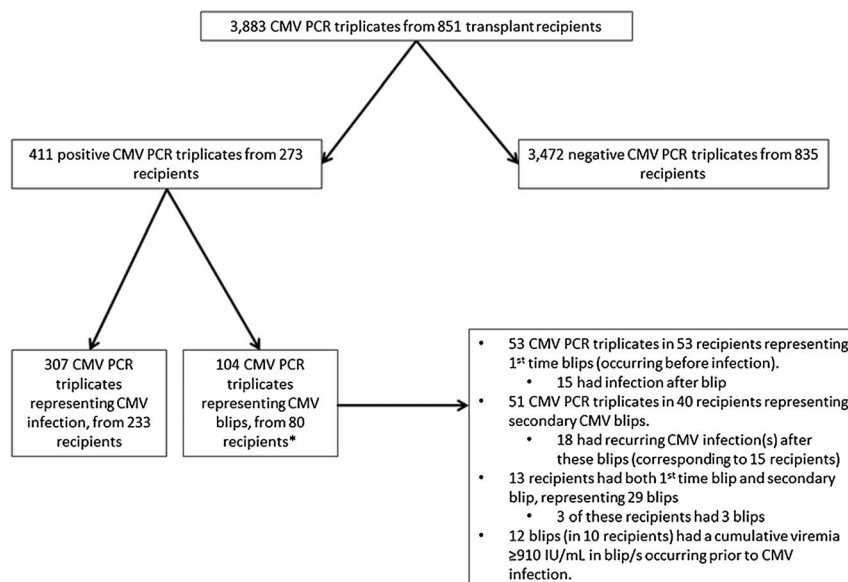 3,883 CMV PCR triplicates from 851 transplant recipients
411 positive CMV PCR triplicates from 273
recipients
3,472 negative CMV PCR triplicates from 835
recipients
307 CMV PCR
triplicates
representing CMV
infection, from 233
recipients
104 CMV PCR
triplicates
representing CMV
blips, from 80
recipients*
• 53 CMV PCR triplicates in 53 recipients representing
1st time blips (occurring before infection).
• 15 had infection after blip
• 51 CMV PCR triplicates in 40 recipients representing
secondary CMV blips.
• 18 had recurring CMV infection(s) after
these blips (corresponding to 15 recipients)
• 13 recipients had both 1st time blip and secondary
blip, representing 29 blips
• 3 of these recipients had 3 blips
• 12 blips (in 10 recipients) had a cumulative viremia
≥910 IU/mL in blip/s occurring prior to CMV
infection.